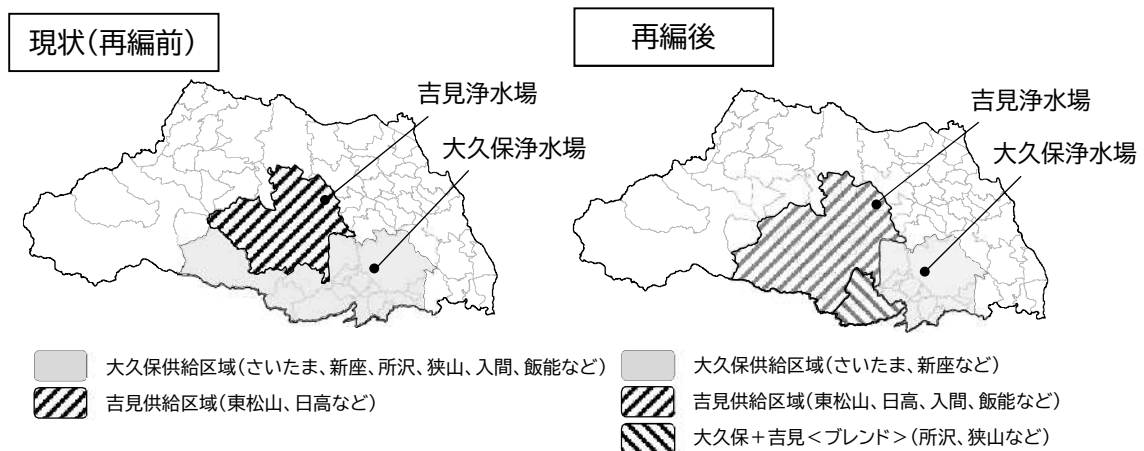 現状(再編前)
吉見浄水場
大久保浄水場
大久保供給区域(さいたま、新座、所沢、狭山、入間、飯能など)
吉見供給区域(東松山、日高など)
再編後
吉見浄水場
大久保浄水場
大久保供給区域(さいたま、新座など)
吉見供給区域(東松山、日高、入間、飯能など)
大久保+吉見<ブレンド>(所沢、狭山など)